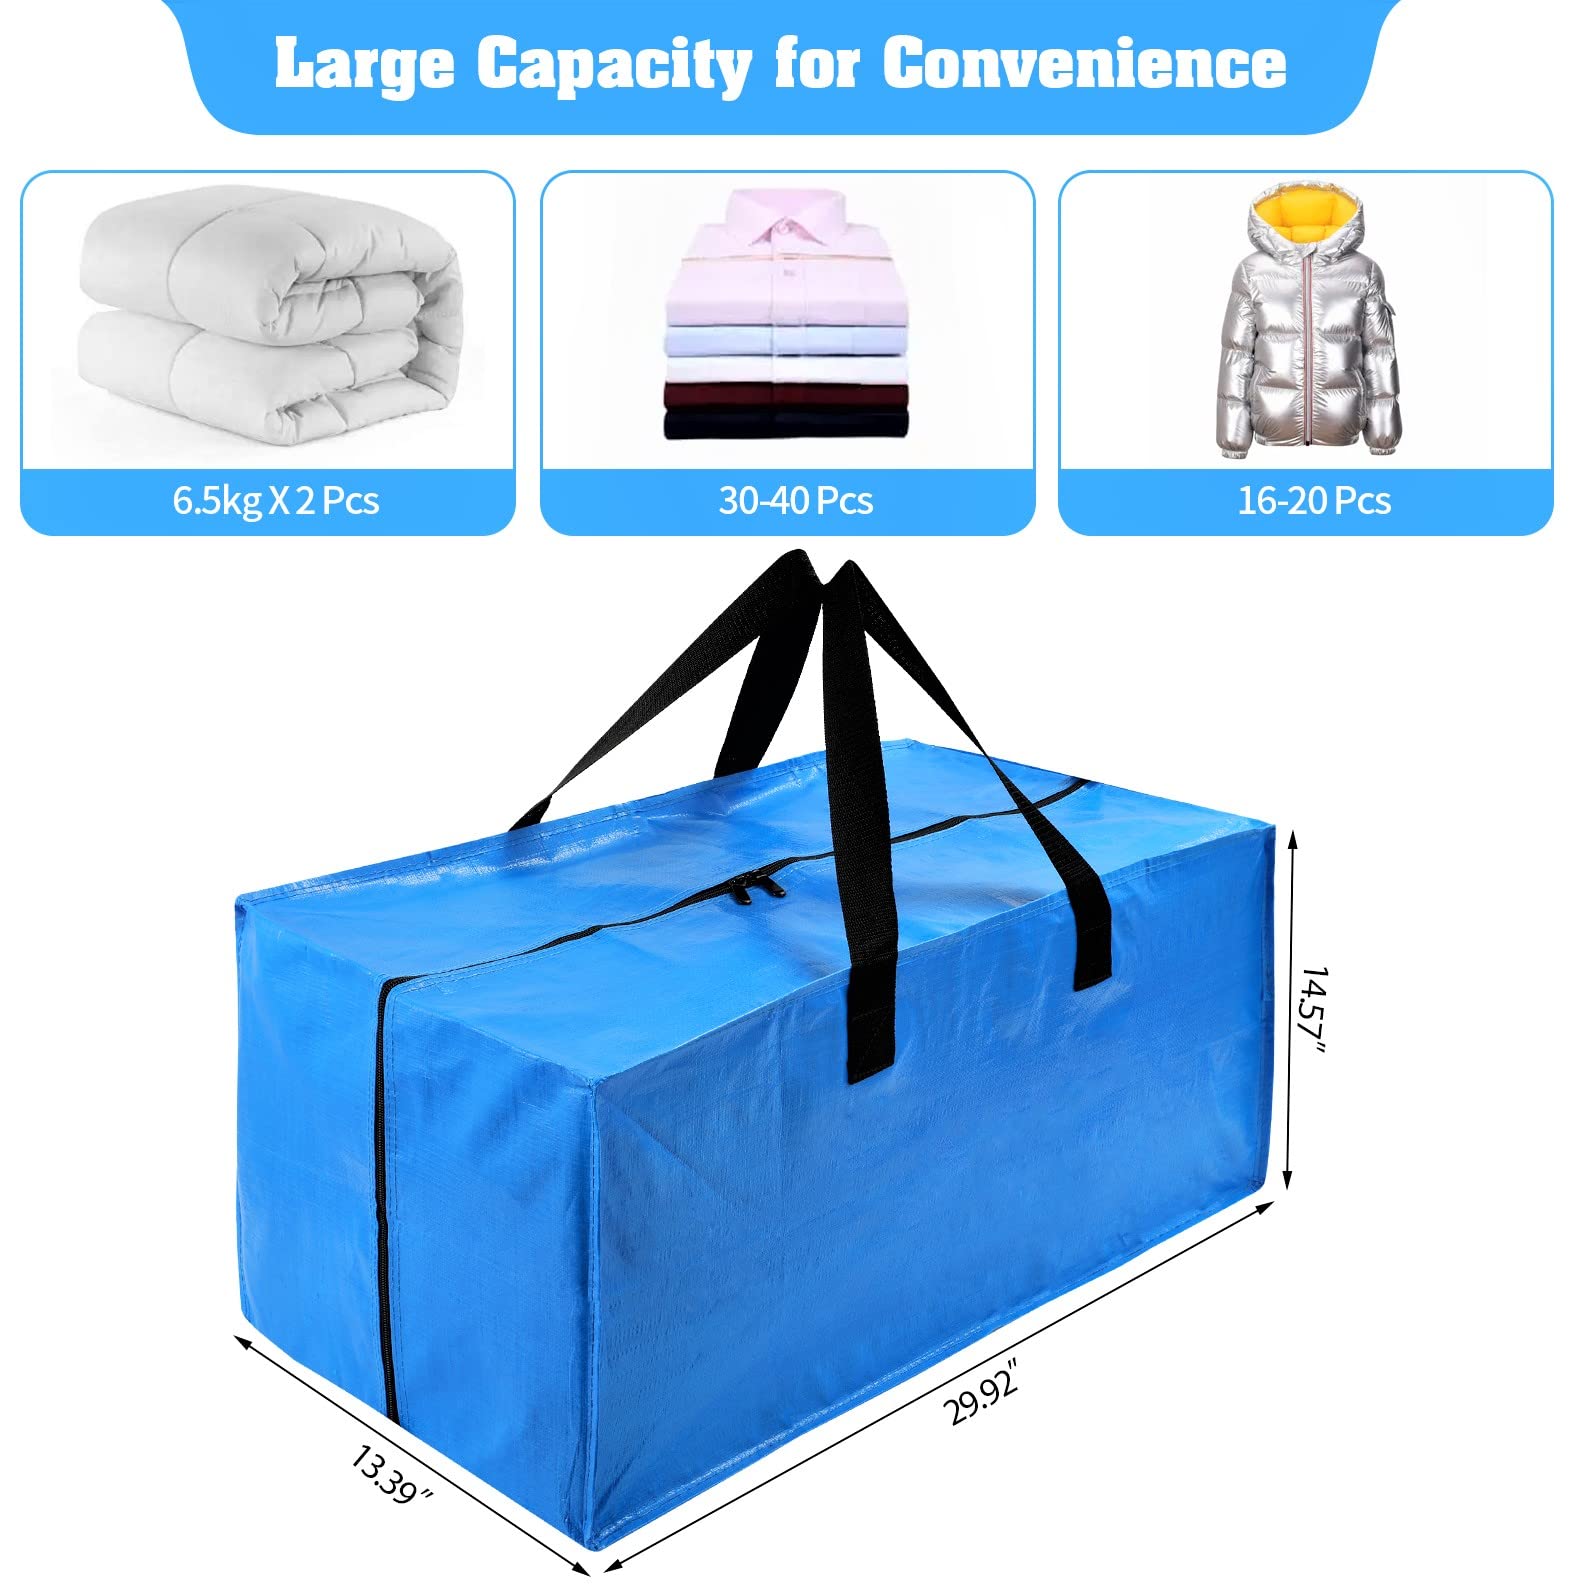 Large Capacity for Convenience
6.5kg X 2 Pcs
30-40 Pcs
16-20 Pcs
14.57"
29.92"
13.39"